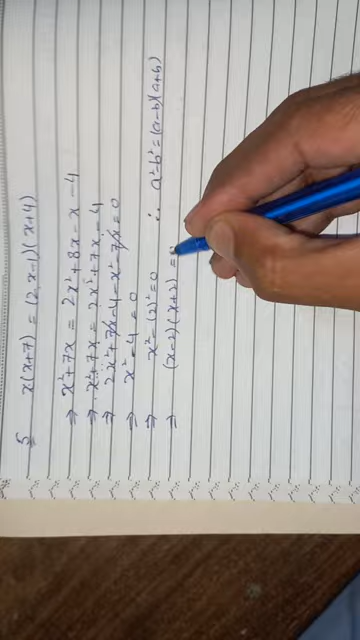 5 x(x+7) = (2x-1)(x+4)
⇒ x²+7x = 2x²+8x-x-4
⇒ x²+7x = 2x²+7x-4
⇒ 2x²+7x-4-x²-7x=0
⇒ x²-4=0
⇒ x²-(2)²=0 ∴ a²-b²=(a-b)(a+b)
⇒ (x-2)(x+2) =